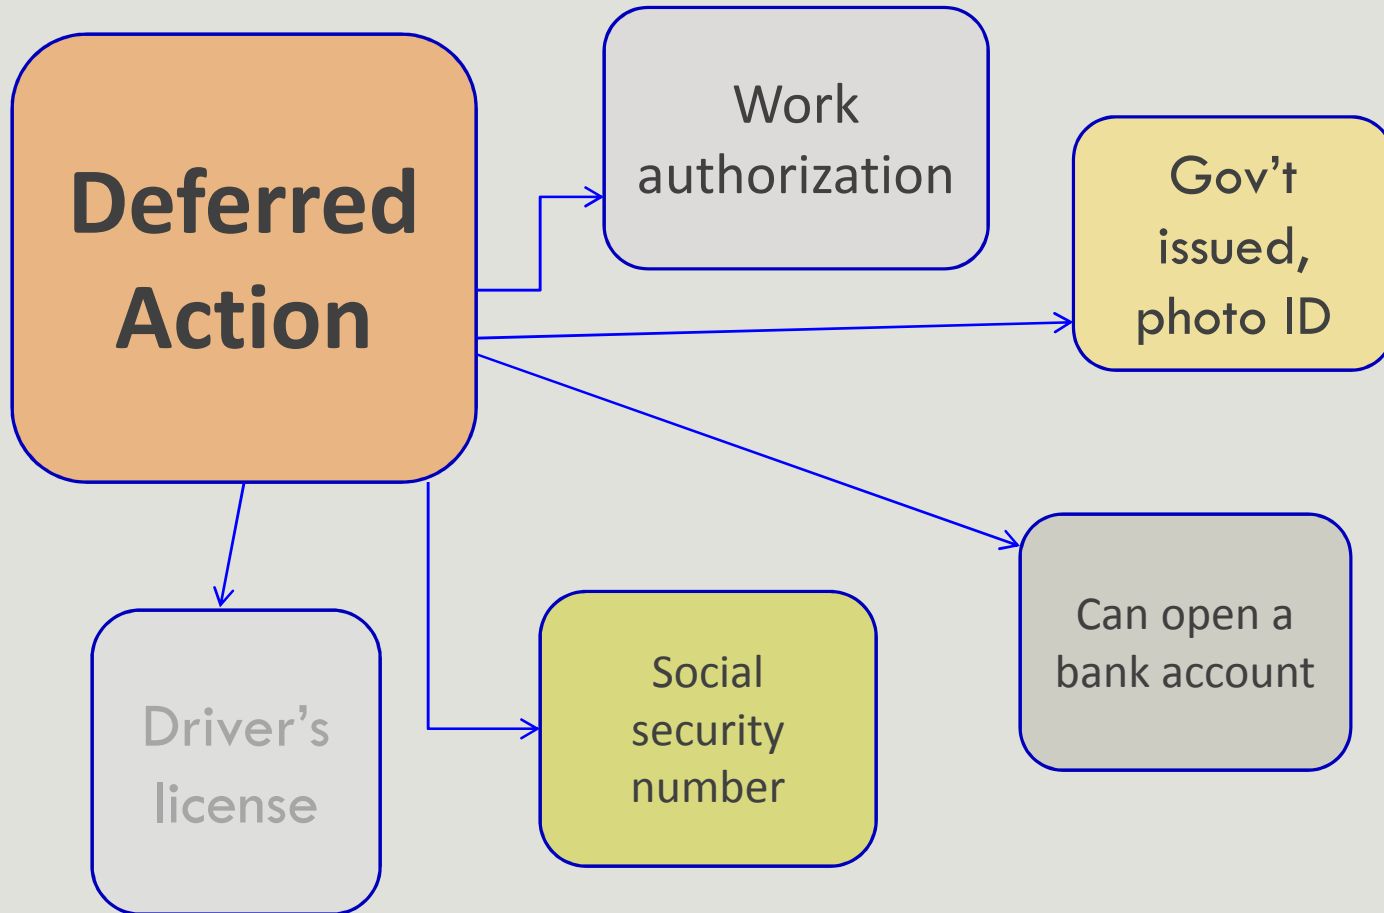 Deferred
Action
Work
authorization
Gov't
issued,
photo ID
Can open a
bank account
Social
security
number
Driver's
license